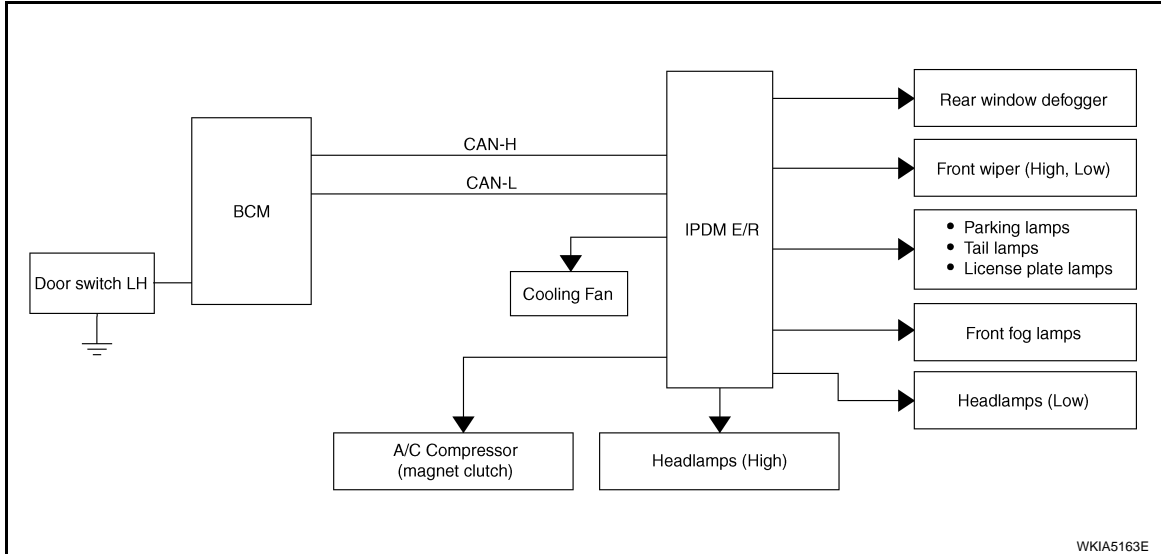 Rear window defogger
CAN-H
Front wiper (High, Low)
CAN-L
BCM
IPDM E/R
• Parking lamps
• Tail lamps
• License plate lamps
Door switch LH
Cooling Fan
Front fog lamps
Headlamps (Low)
A/C Compressor
(magnet clutch)
Headlamps (High)
WKIA5163E